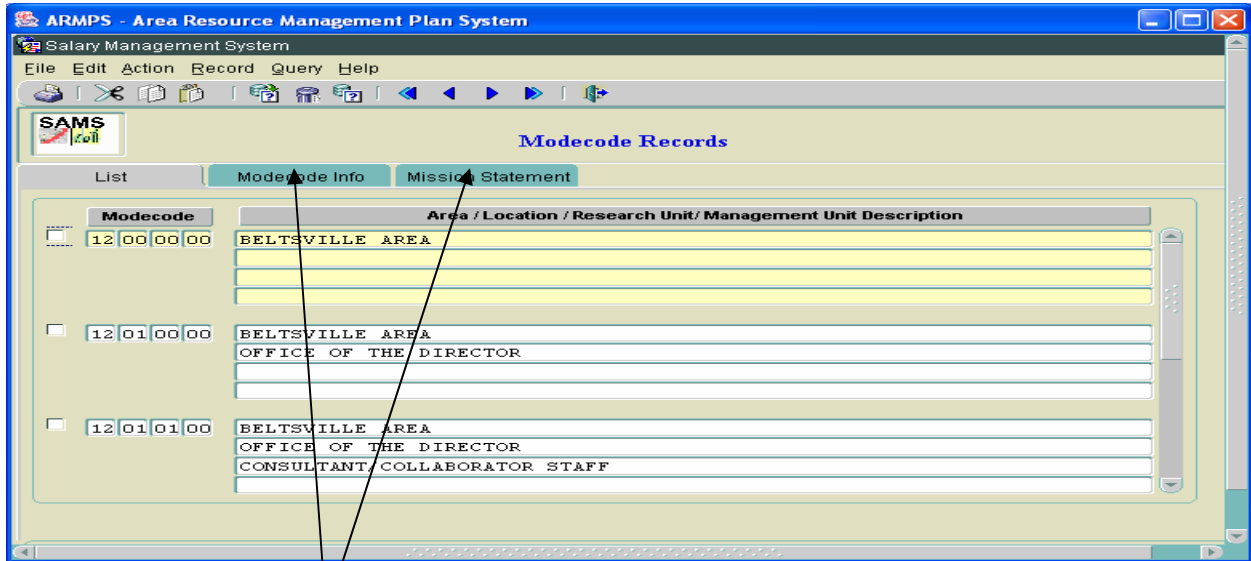 ARMPS - Area Resource Management Plan System
Salary Management System
File Edit Action Record Query Help
SAMS
Modecode Records
List Modecode Info Mission Statement
Modecode Area / Location / Research Unit/ Management Unit Description
12 00 00 00 BELTSVILLE AREA
12 01 00 00 BELTSVILLE AREA
OFFICE OF THE DIRECTOR
12 01 01 00 BELTSVILLE AREA
OFFICE OF THE DIRECTOR
CONSULTANT/COLLABORATOR STAFF